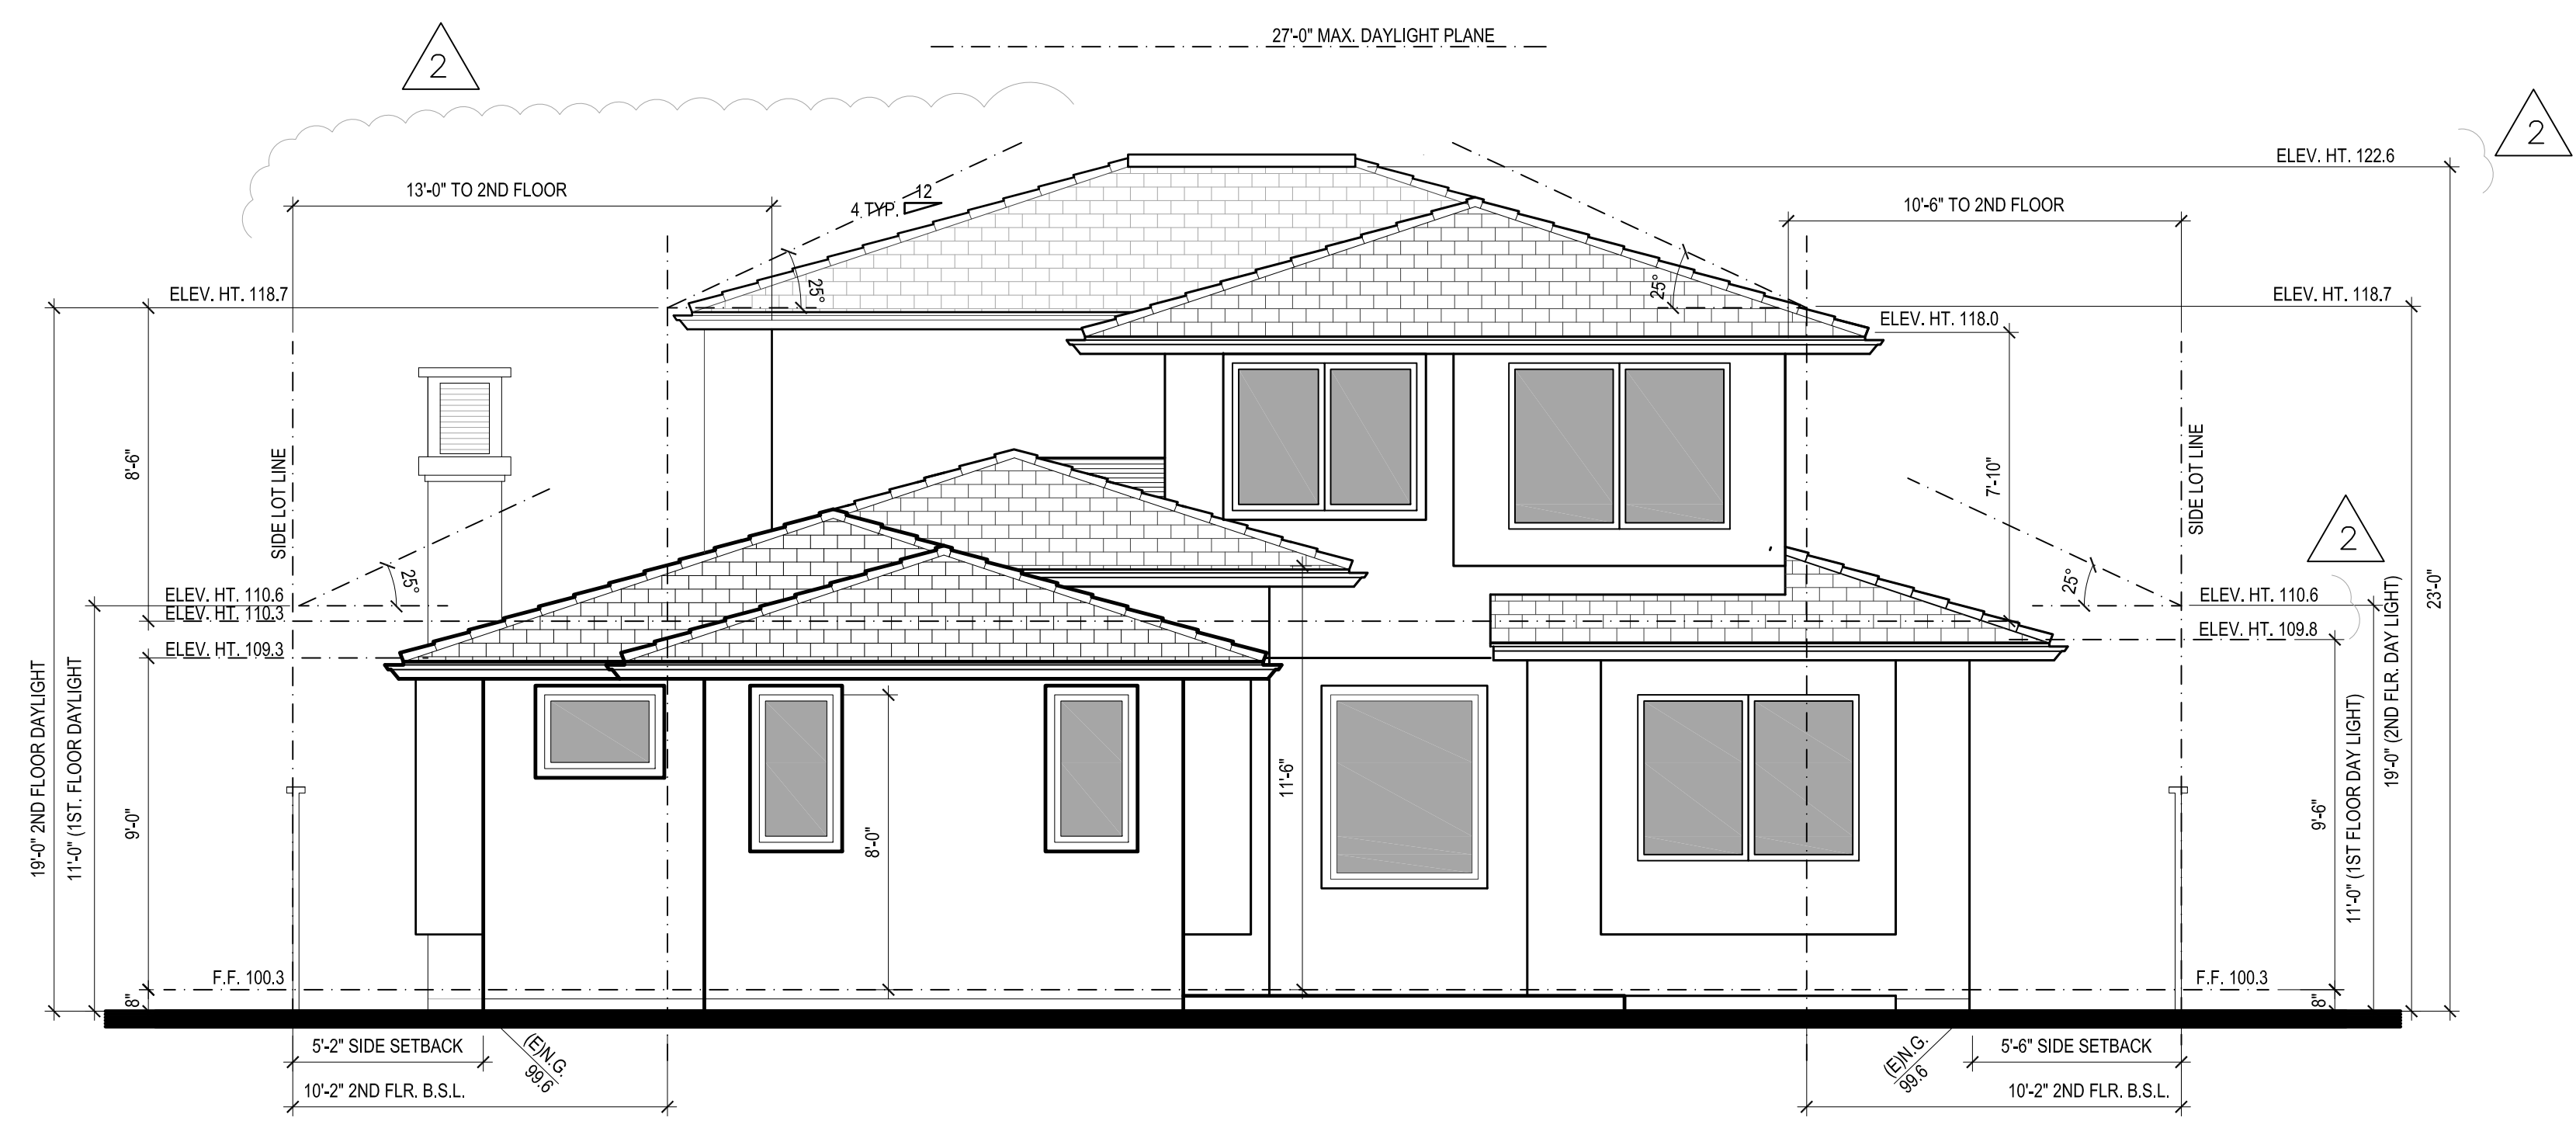 27'-0" MAX. DAYLIGHT PLANE
2
2
ELEV. HT. 122.6
13'-0" TO 2ND FLOOR
12
4 TYP.
10'-6" TO 2ND FLOOR
25°
25°
ELEV. HT. 118.7
ELEV. HT. 118.7
ELEV. HT. 118.0
8'-6"
SIDE LOT LINE
7'-10"
SIDE LOT LINE
2
25°
25°
ELEV. HT. 110.6
ELEV. HT. 110.3
ELEV. HT. 109.3
ELEV. HT. 110.6
ELEV. HT. 109.8
23'-0"
19'-0" 2ND FLOOR DAYLIGHT
11'-0" (1ST. FLOOR DAYLIGHT)
9'-0"
8'-0"
11'-6"
9'-6"
11'-0" (1ST FLOOR DAY LIGHT)
19'-0" (2ND FLR. DAY LIGHT)
F.F. 100.3
F.F. 100.3
8"
8"
5'-2" SIDE SETBACK
(E)N.G.
99.6
(E)N.G.
99.6
5'-6" SIDE SETBACK
10'-2" 2ND FLR. B.S.L.
10'-2" 2ND FLR. B.S.L.